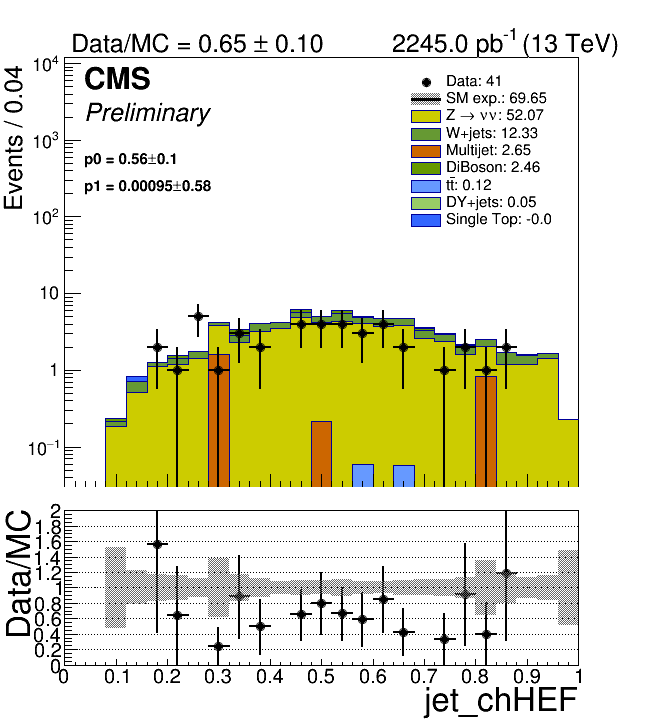 Data/MC = 0.65 ± 0.10
2245.0 pb⁻¹ (13 TeV)
CMS
Preliminary
p0 = 0.56±0.1
p1 = 0.00095±0.58
Data: 41
SM exp.: 69.65
Z → νν: 52.07
W+jets: 12.33
Multijet: 2.65
DiBoson: 2.46
tt̄: 0.12
DY+jets: 0.05
Single Top: -0.0
Events / 0.04
10⁴
10³
10²
10
1
10⁻¹
Data/MC
2
1.8
1.6
1.4
1.2
1
0.8
0.6
0.4
0.2
0
0 0.1 0.2 0.3 0.4 0.5 0.6 0.7 0.8 0.9 1
jet_chHEF